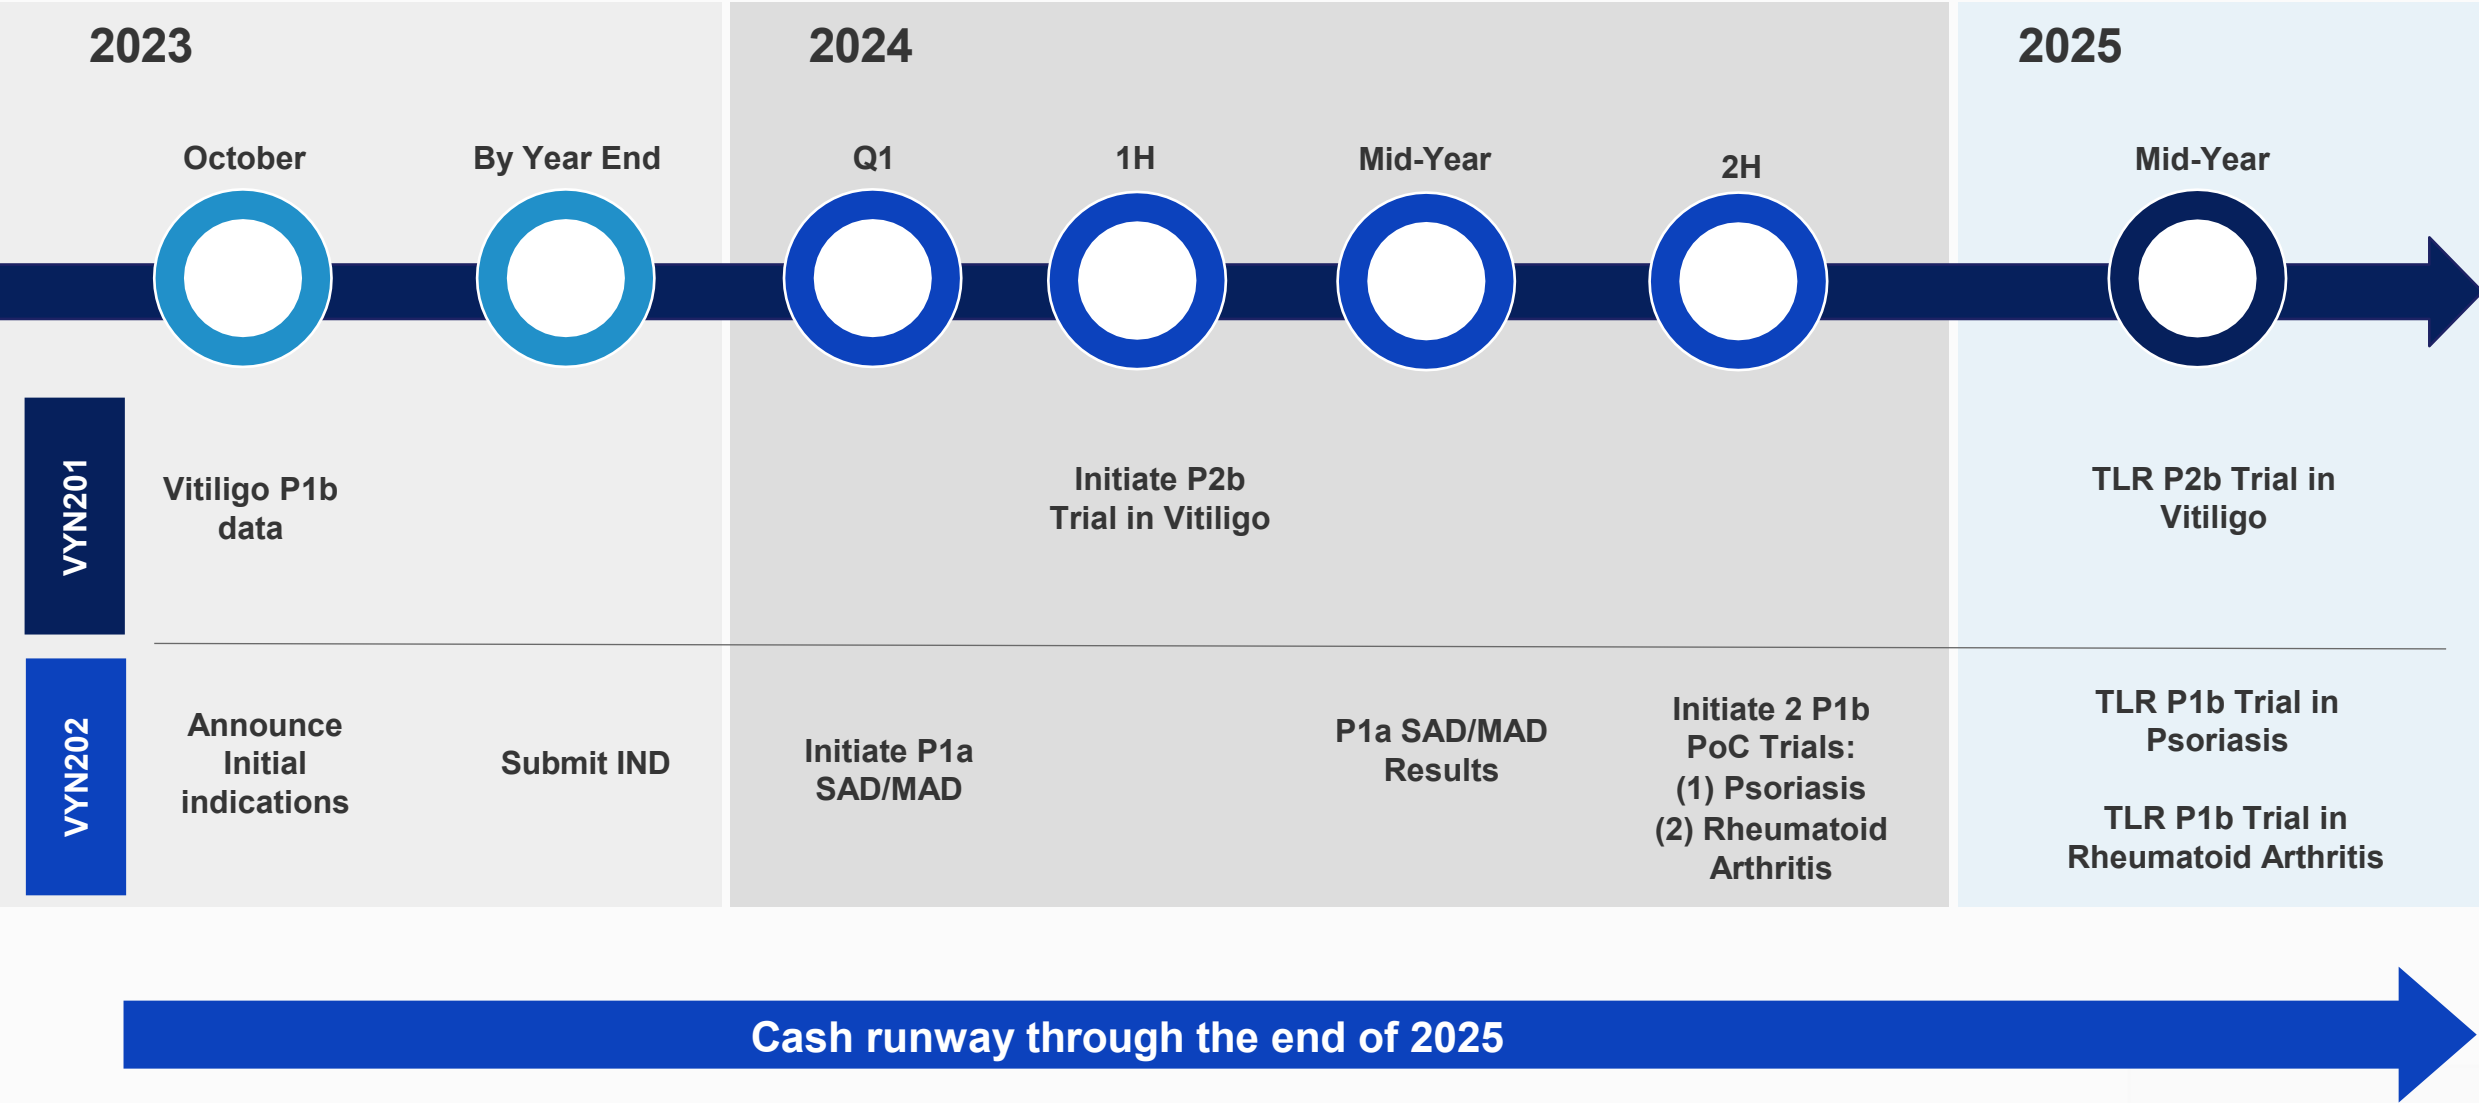 2023
2024
2025
October
By Year End
Q1
1H
Mid-Year
2H
Mid-Year
VYN201
Vitiligo P1b
data
Initiate P2b
Trial in Vitiligo
TLR P2b Trial in
Vitiligo
VYN202
Announce
Initial
indications
Submit IND
Initiate P1a
SAD/MAD
P1a SAD/MAD
Results
Initiate 2 P1b
PoC Trials:
(1) Psoriasis
(2) Rheumatoid
Arthritis
TLR P1b Trial in
Psoriasis
TLR P1b Trial in
Rheumatoid Arthritis
Cash runway through the end of 2025